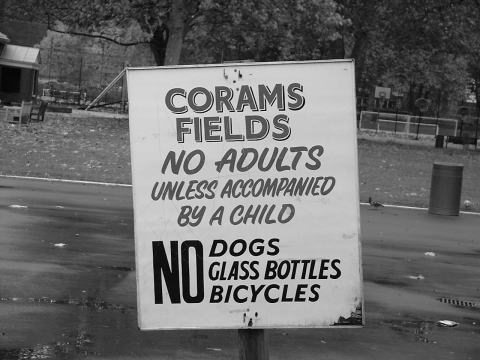 CORAMS
FIELDS
NO ADULTS
UNLESS ACCOMPANIED
BY A CHILD
NO DOGS
GLASS BOTTLES
BICYCLES